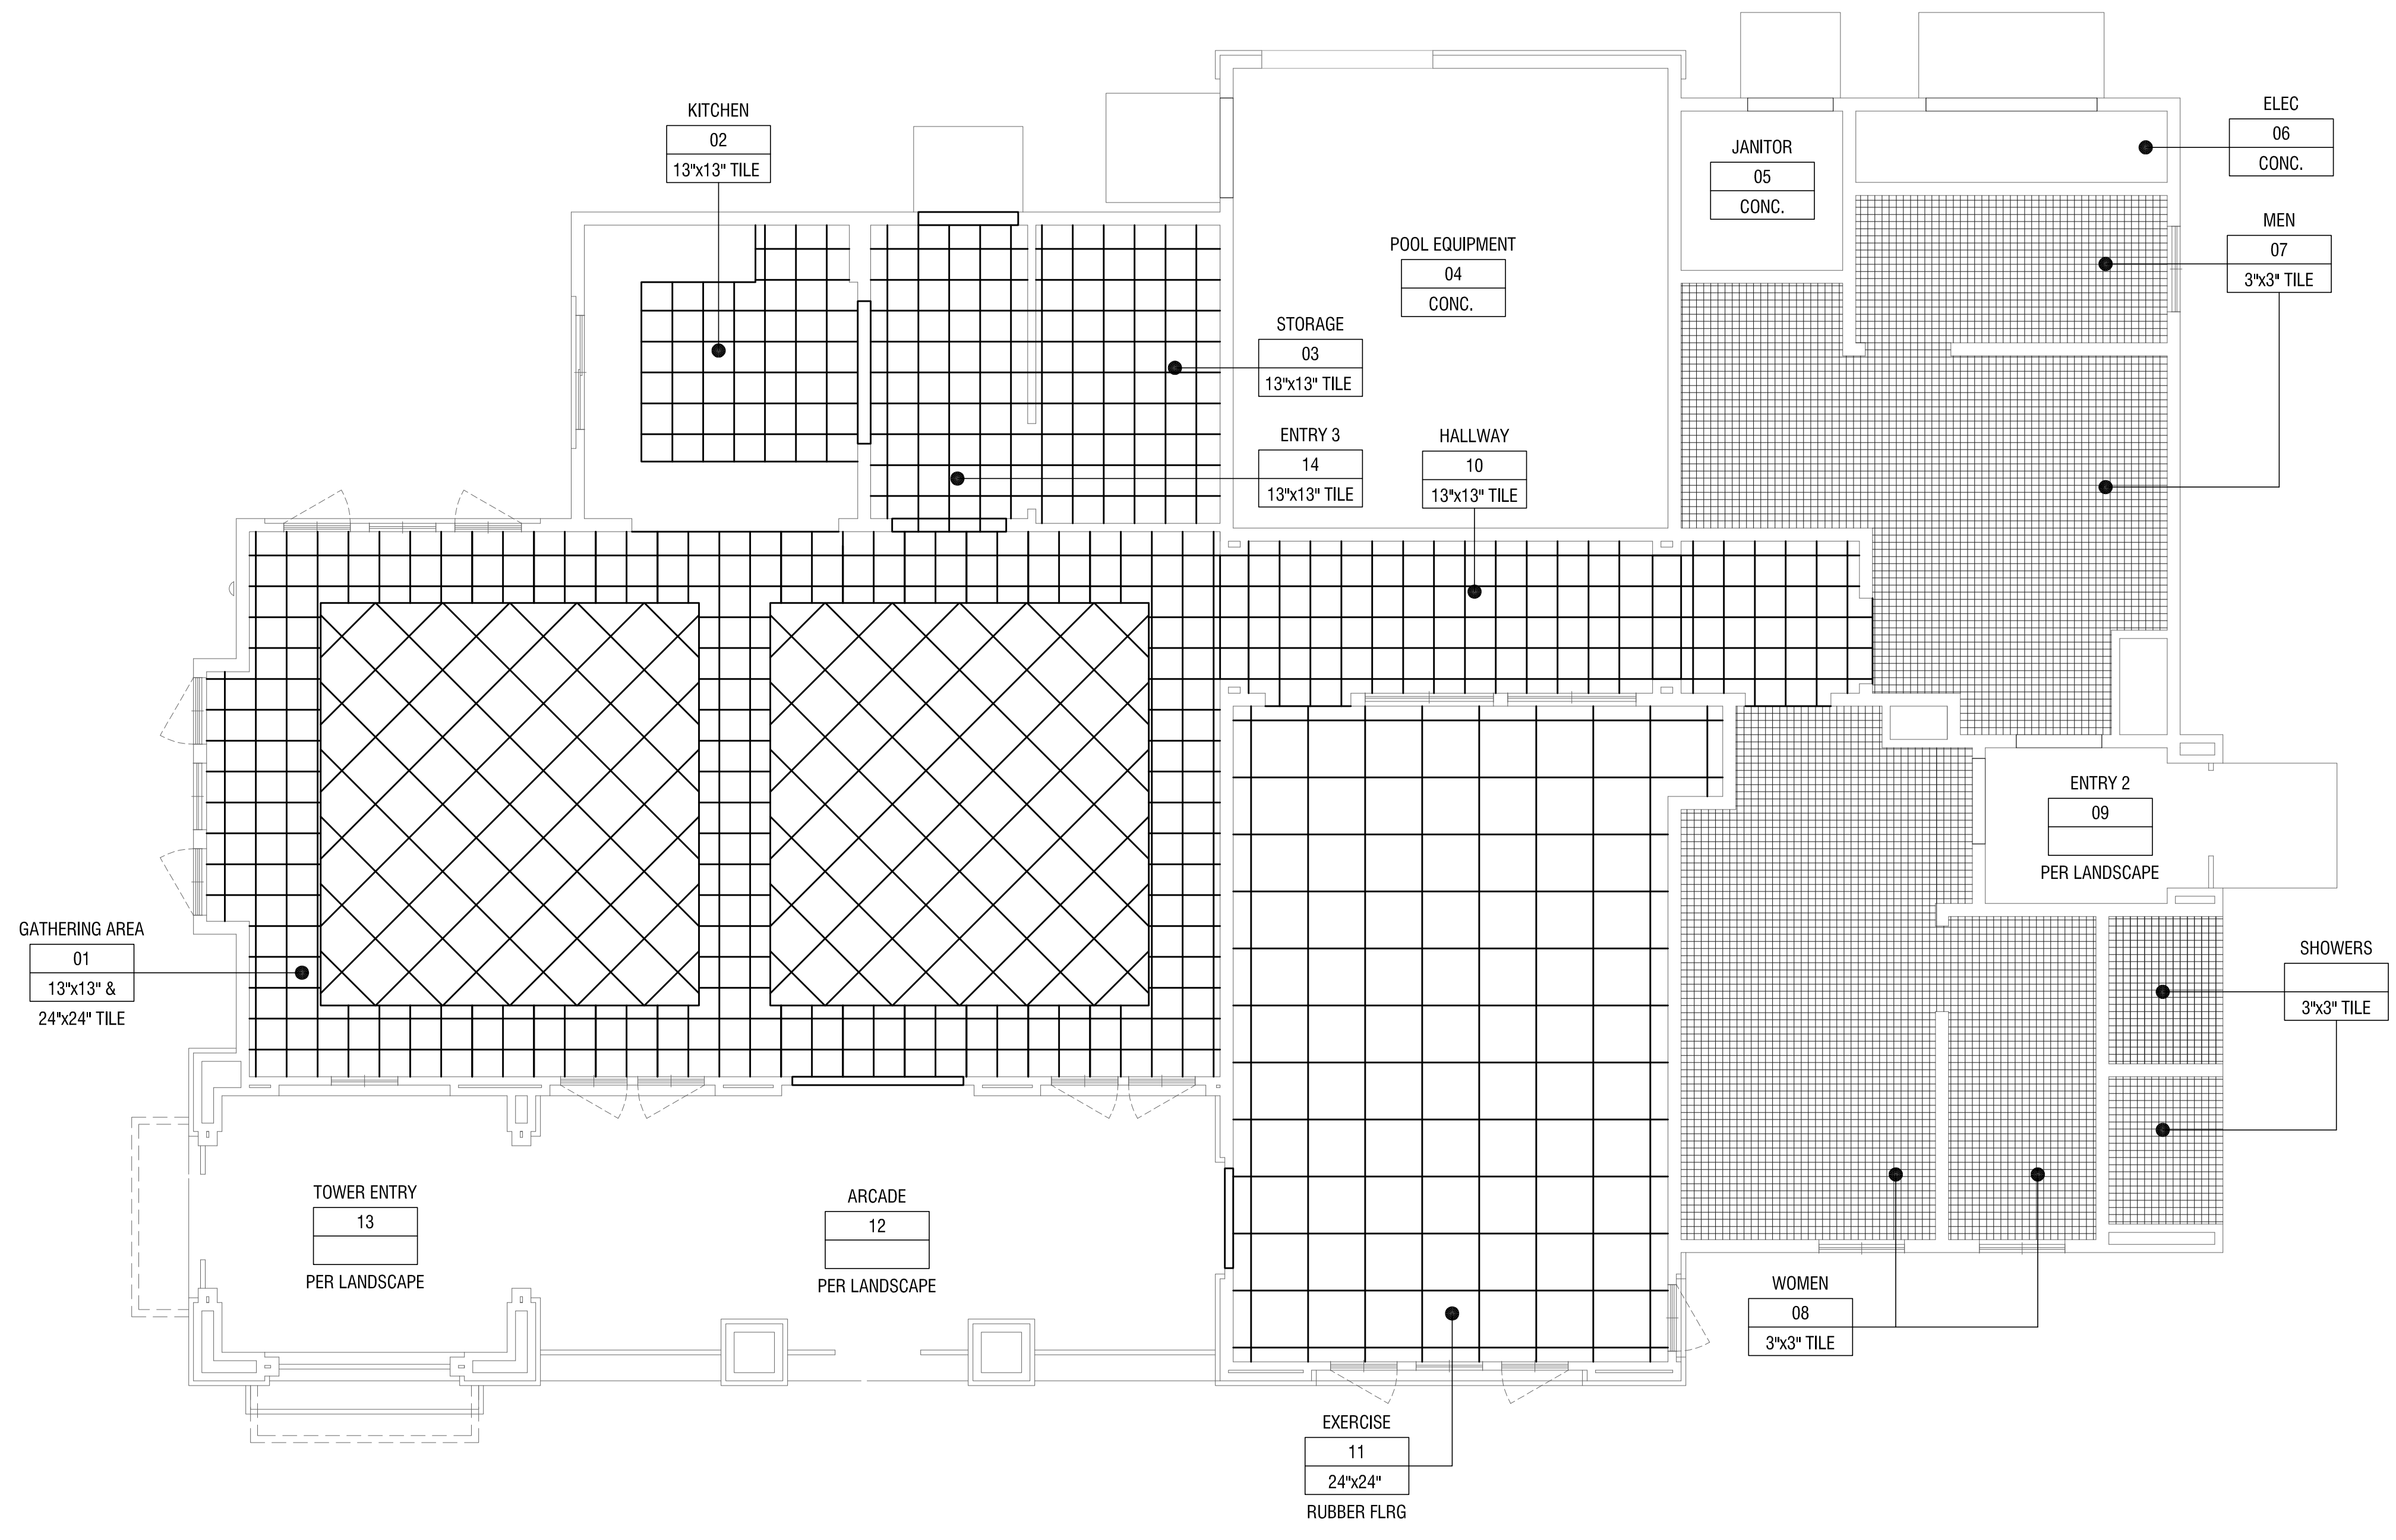 KITCHEN
02
13"x13" TILE
ELEC
06
CONC.
JANITOR
05
CONC.
MEN
07
3"x3" TILE
POOL EQUIPMENT
04
CONC.
STORAGE
03
13"x13" TILE
ENTRY 3
14
13"x13" TILE
HALLWAY
10
13"x13" TILE
ENTRY 2
09
PER LANDSCAPE
GATHERING AREA
01
13"x13" &
24"x24" TILE
SHOWERS
3"x3" TILE
TOWER ENTRY
13
PER LANDSCAPE
ARCADE
12
PER LANDSCAPE
WOMEN
08
3"x3" TILE
EXERCISE
11
24"x24"
RUBBER FLRG